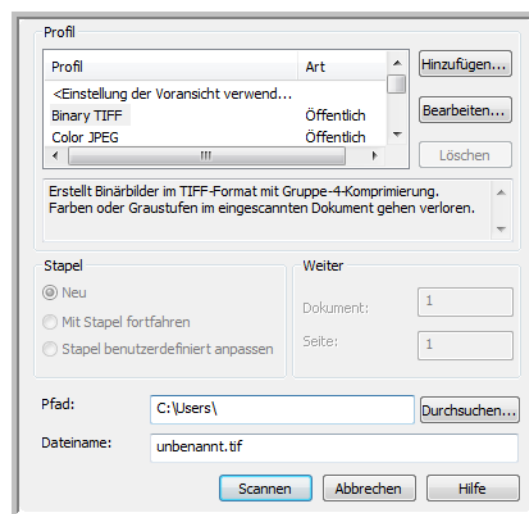 Profil
Profil Art
<Einstellung der Voransicht verwend...
Binary TIFF Öffentlich
Color JPEG Öffentlich
Hinzufügen...
Bearbeiten...
Löschen
Erstellt Binärbilder im TIFF-Format mit Gruppe-4-Komprimierung.
Farben oder Graustufen im eingescannten Dokument gehen verloren.
Stapel
Neu
Mit Stapel fortfahren
Stapel benutzerdefiniert anpassen
Weiter
Dokument: 1
Seite: 1
Pfad: C:\Users\ Durchsuchen...
Dateiname: unbenannt.tif
Scannen Abbrechen Hilfe